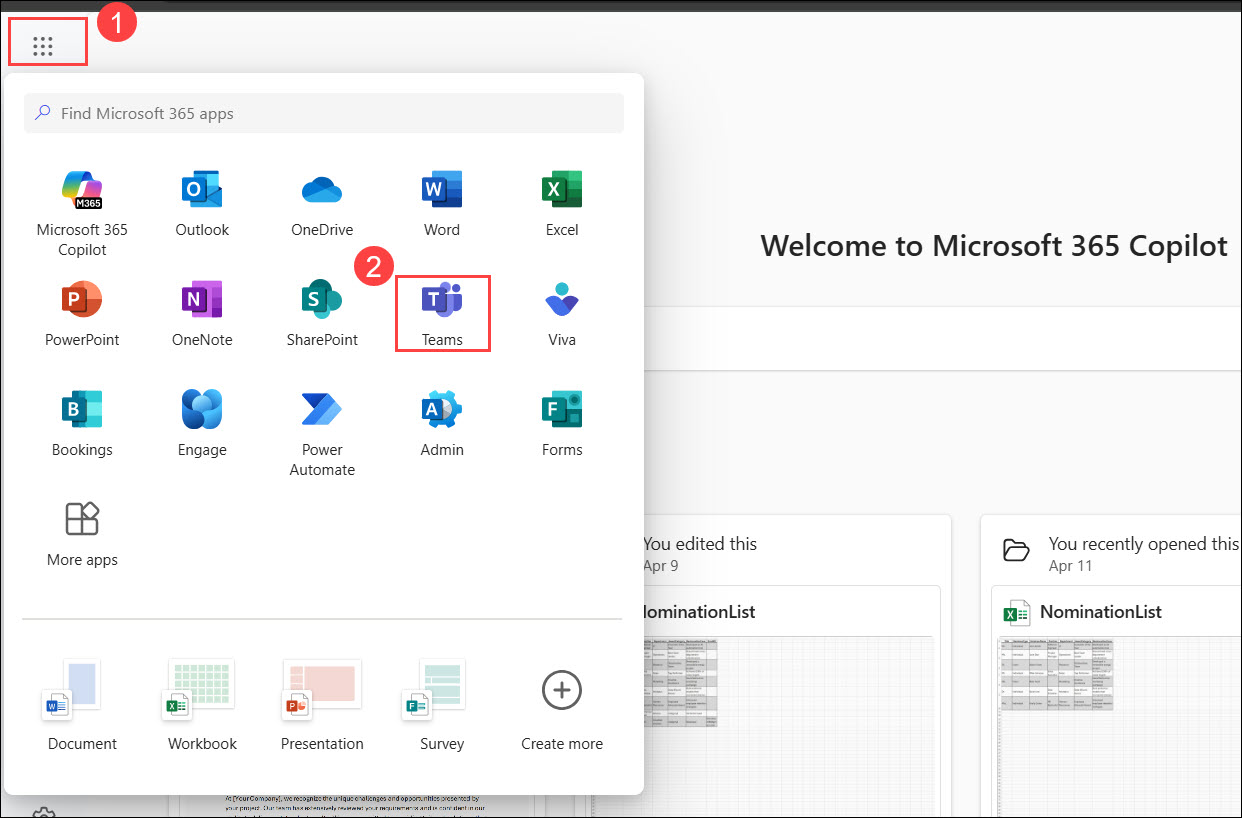 1
Find Microsoft 365 apps
M365
Microsoft 365
Copilot
Outlook
OneDrive
Word
Excel
2
PowerPoint
OneNote
SharePoint
Teams
Viva
Bookings
Engage
Power
Automate
Admin
Forms
More apps
Document
Workbook
Presentation
Survey
Create more
Welcome to Microsoft 365 Copilot
You edited this
Apr 9
NominationList
You recently opened this
Apr 11
NominationList
At [Your Company], we recognize the unique challenges and opportunities presented by
your project. Our team has extensively reviewed your requirements and is confident in our